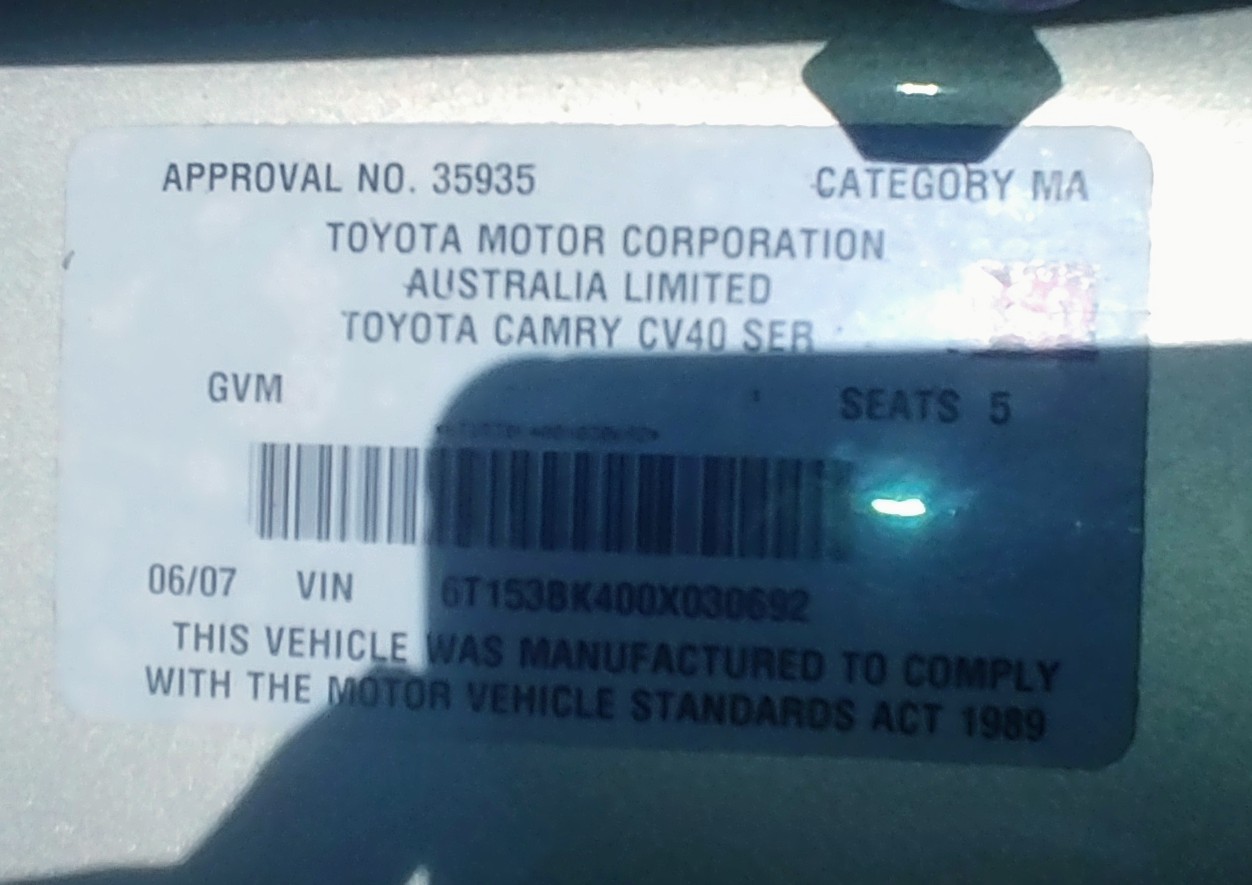 APPROVAL NO. 35935 CATEGORY MA
TOYOTA MOTOR CORPORATION
AUSTRALIA LIMITED
TOYOTA CAMRY CV40 SER
GVM SEATS 5
06/07 VIN 6T153BK400X030692
THIS VEHICLE WAS MANUFACTURED TO COMPLY
WITH THE MOTOR VEHICLE STANDARDS ACT 1989